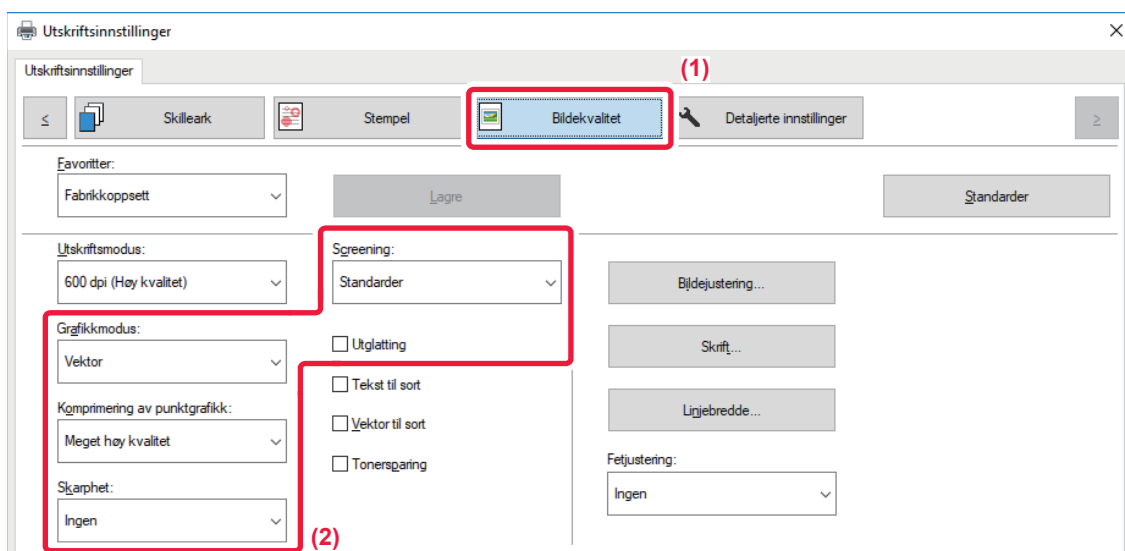 Utskriftsinnstillinger
Utskriftsinnstillinger
(1)
< Skilleark Stempel Bildekvalitet Detaljerte innstillinger >
Favoritter:
Fabrikkoppsett Lagre Standarder
Utskriftsmodus: Screening:
600 dpi (Høy kvalitet) Standarder Bildejustering...
Grafikkmodus:
Vektor Utglatting Skrift...
Tekst til sort
Komprimering av punktgrafikk: Linjebredde...
Meget høy kvalitet Vektor til sort
Tonersparing Fetjustering:
Skarphet:
Ingen Ingen
(2)